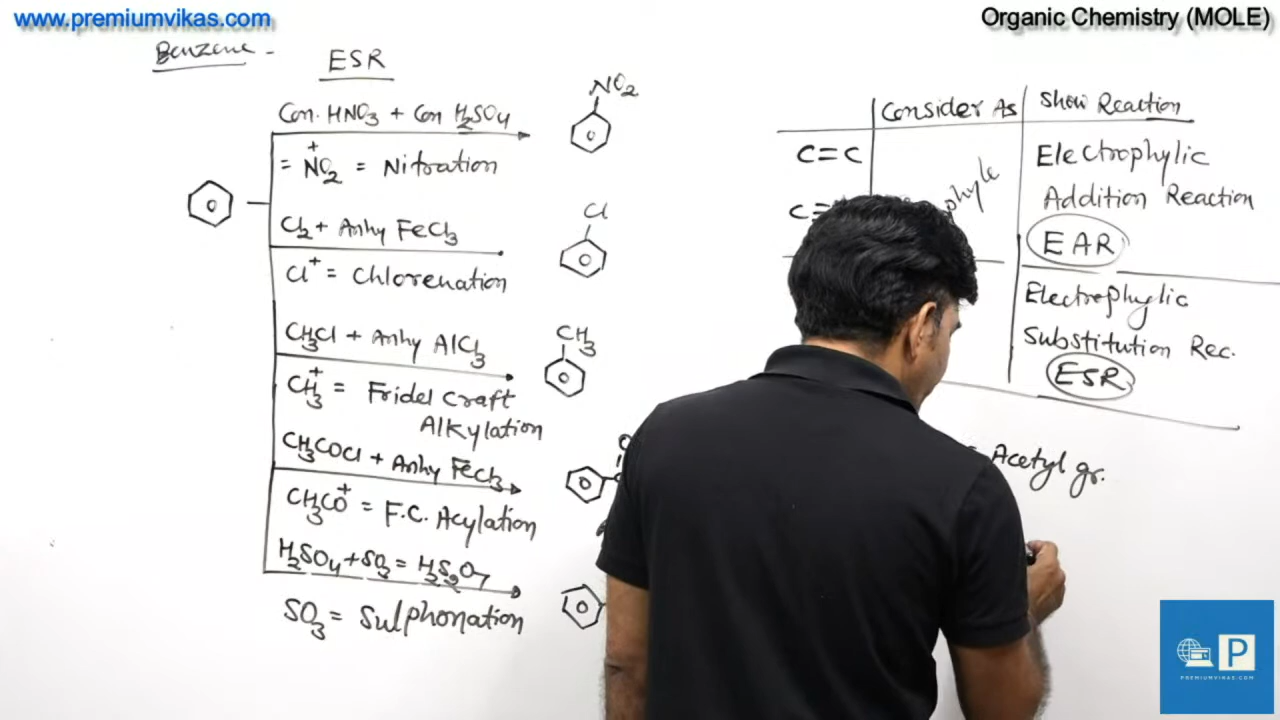 www.premiumvikas.com
Organic Chemistry (MOLE)
Benzene -
ESR
Con. HNO3 + Con H2SO4
NO2
= N⁺O2 = Nitration
Cl2 + Anhy FeCl3
Cl
Cl⁺ = Chlorenation
CH3Cl + Anhy AlCl3
CH3
CH3⁺ = Fridel Craft
Alkylation
CH3COCl + Anhy FeCl3
CH3CO⁺ = F.C. Acylation
H2SO4 + SO3 = H2S2O7
SO3 = Sulphonation
Consider As
Show Reaction
C=C
Electrophylic
Addition Reaction
EAR
Electrophylic
Substitution Rec.
ESR
= Acetyl gr.
P
PREMIUMVIKAS.COM